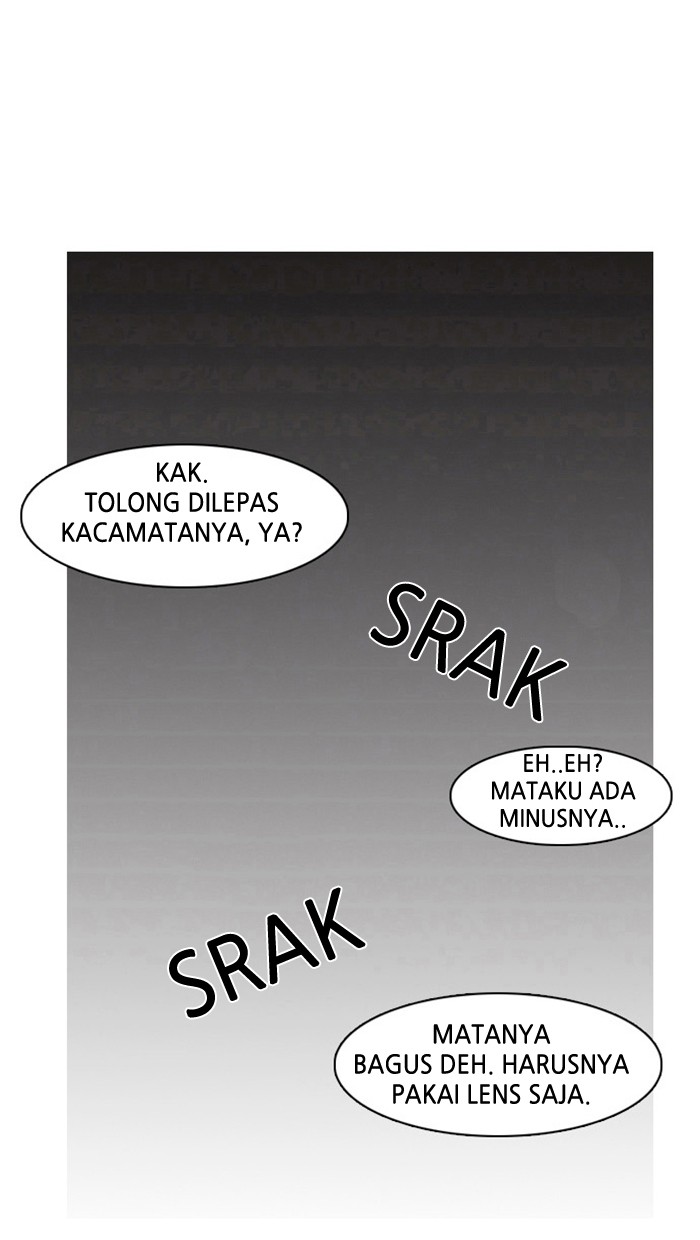 KAK.
TOLONG DILEPAS
KACAMATANYA, YA?
SRAK
EH..EH?
MATAKU ADA
MINUSNYA..
SRAK
MATANYA
BAGUS DEH. HARUSNYA
PAKAI LENS SAJA.